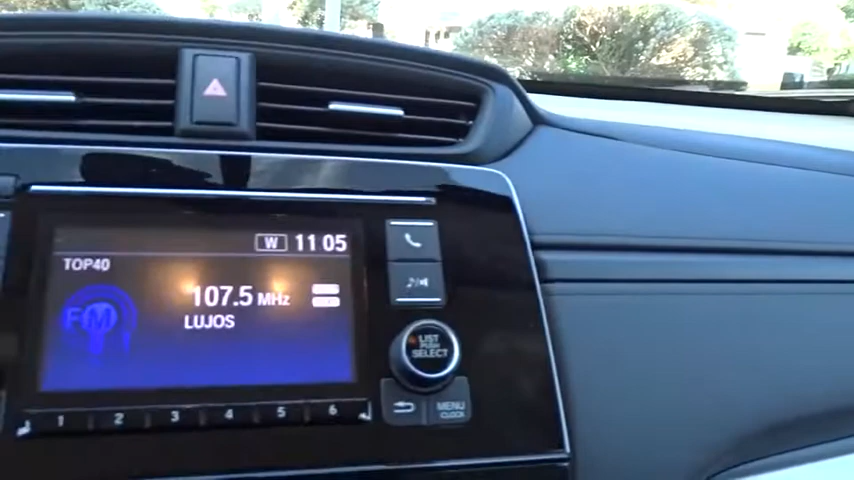 W 11:05
TOP40
FM
107.5 MHz
LUJOS
LIST
PUSH
SELECT
MENU
CLOCK
1 2 3 4 5 6